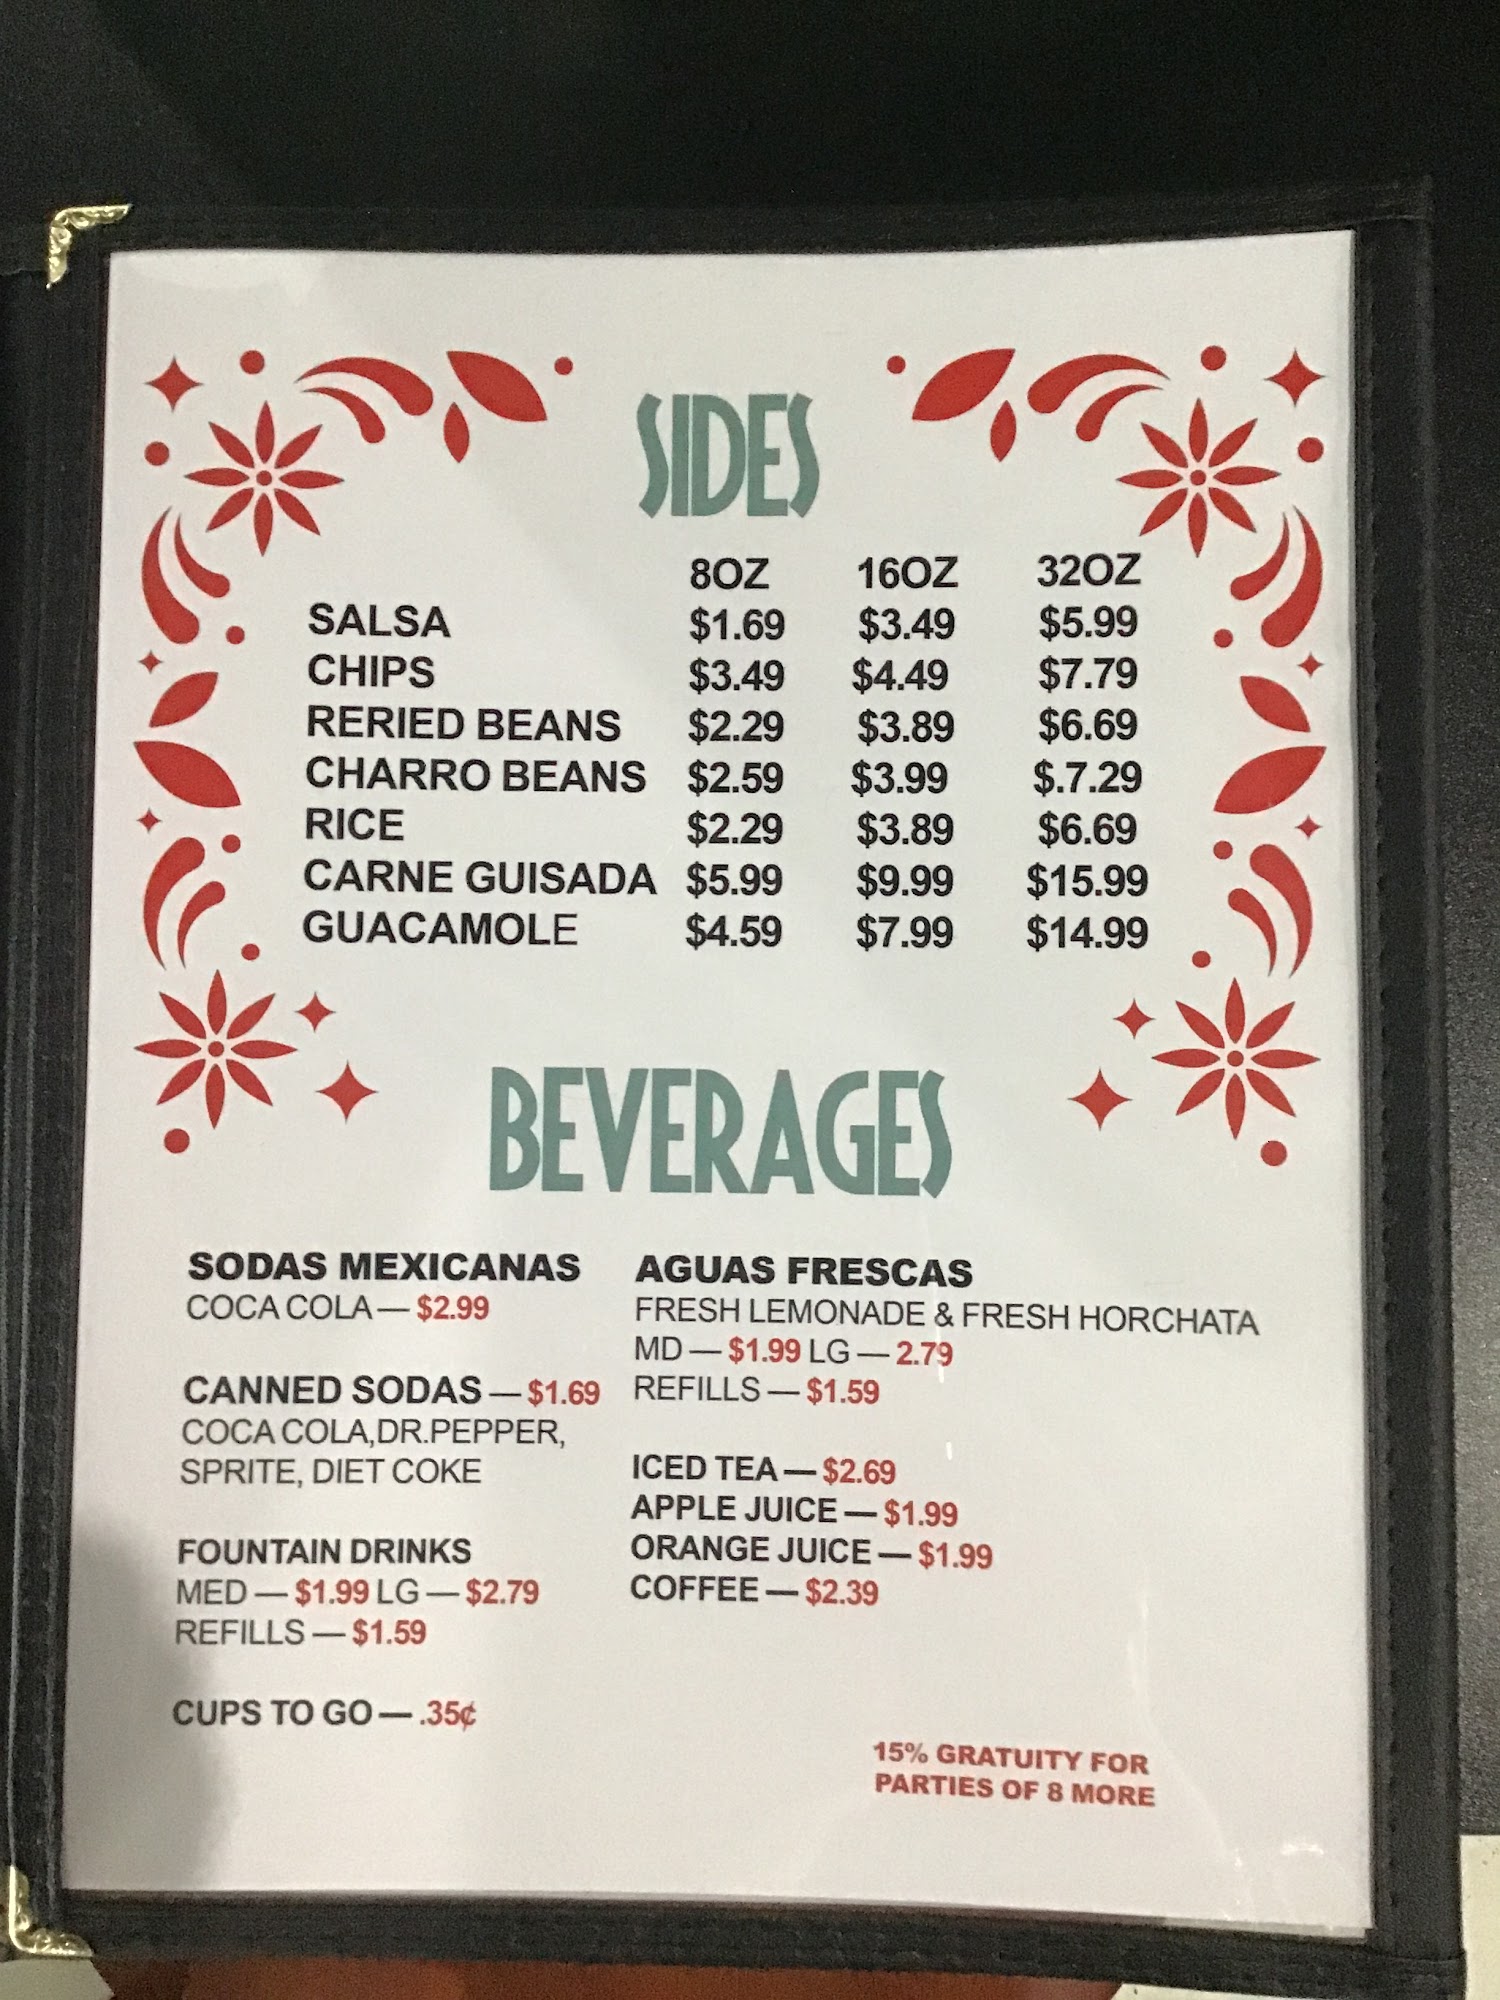 SIDES
8OZ 16OZ 32OZ
SALSA $1.69 $3.49 $5.99
CHIPS $3.49 $4.49 $7.79
RERIED BEANS $2.29 $3.89 $6.69
CHARRO BEANS $2.59 $3.99 $.7.29
RICE $2.29 $3.89 $6.69
CARNE GUISADA $5.99 $9.99 $15.99
GUACAMOLE $4.59 $7.99 $14.99
BEVERAGES
SODAS MEXICANAS
COCA COLA — $2.99
CANNED SODAS — $1.69
COCA COLA,DR.PEPPER,
SPRITE, DIET COKE
FOUNTAIN DRINKS
MED — $1.99 LG — $2.79
REFILLS — $1.59
CUPS TO GO — .35¢
AGUAS FRESCAS
FRESH LEMONADE & FRESH HORCHATA
MD — $1.99 LG — 2.79
REFILLS — $1.59
ICED TEA — $2.69
APPLE JUICE — $1.99
ORANGE JUICE — $1.99
COFFEE — $2.39
15% GRATUITY FOR
PARTIES OF 8 MORE